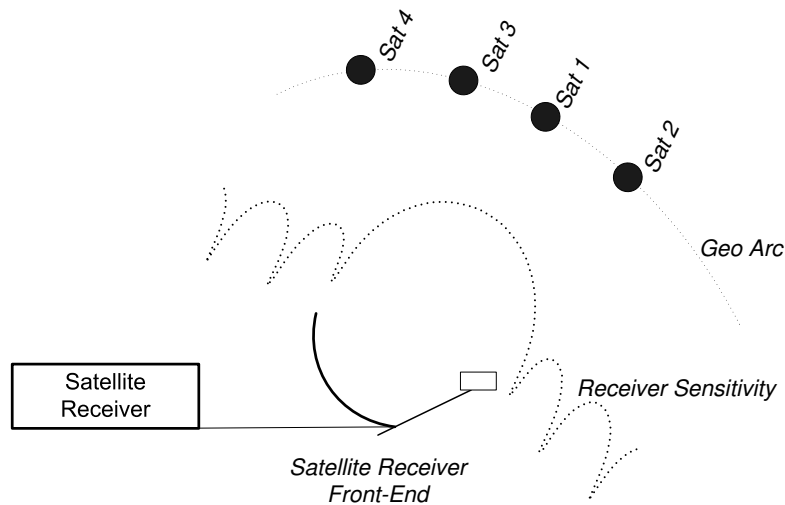 Sat 4
Sat 3
Sat 1
Sat 2
Geo Arc
Satellite
Receiver
Receiver Sensitivity
Satellite Receiver
Front-End